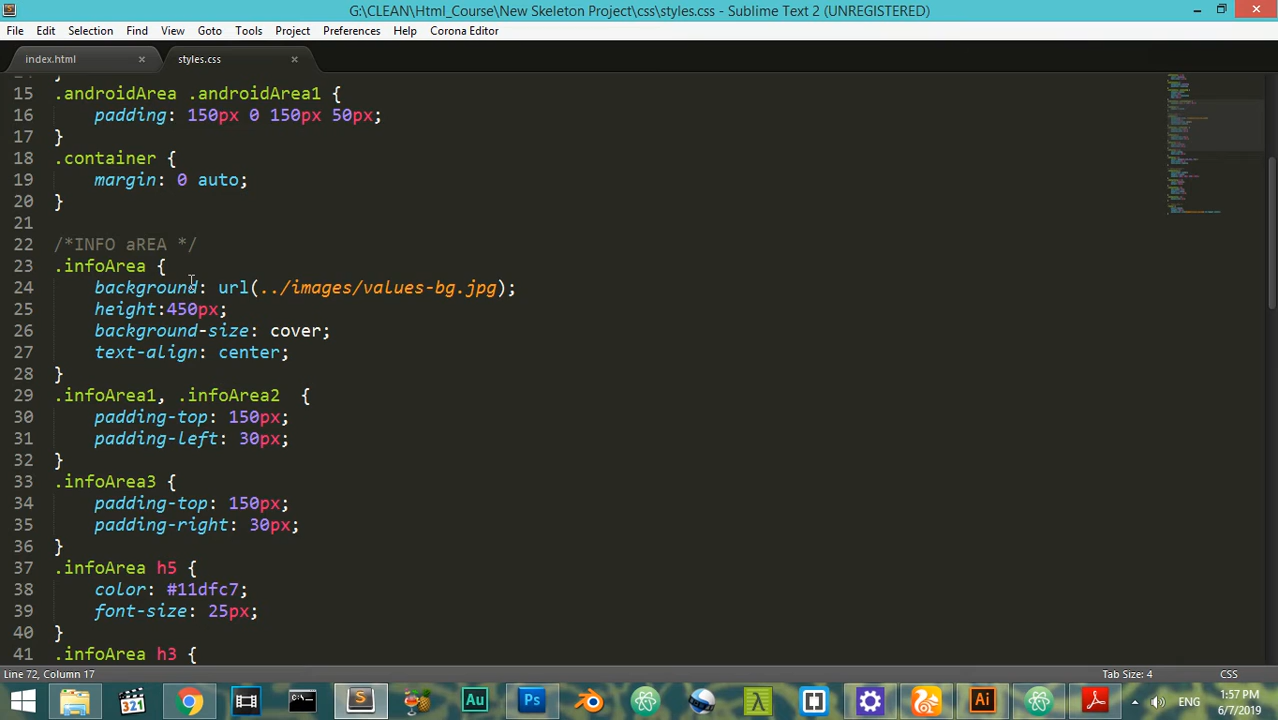 G:\CLEAN\Html_Course\New Skeleton Project\css\styles.css - Sublime Text 2 (UNREGISTERED)
File Edit Selection Find View Goto Tools Project Preferences Help Corona Editor
index.html × styles.css ×
15 .androidArea .androidArea1 {
16 padding: 150px 0 150px 50px;
17 }
18 .container {
19 margin: 0 auto;
20 }
21
22 /*INFO aREA */
23 .infoArea {
24 background: url(../images/values-bg.jpg);
25 height:450px;
26 background-size: cover;
27 text-align: center;
28 }
29 .infoArea1, .infoArea2 {
30 padding-top: 150px;
31 padding-left: 30px;
32 }
33 .infoArea3 {
34 padding-top: 150px;
35 padding-right: 30px;
36 }
37 .infoArea h5 {
38 color: #11dfc7;
39 font-size: 25px;
40 }
41 .infoArea h3 {
Line 72, Column 17 Tab Size: 4 CSS
321 Au Ps Ai ENG 1:57 PM
6/7/2019